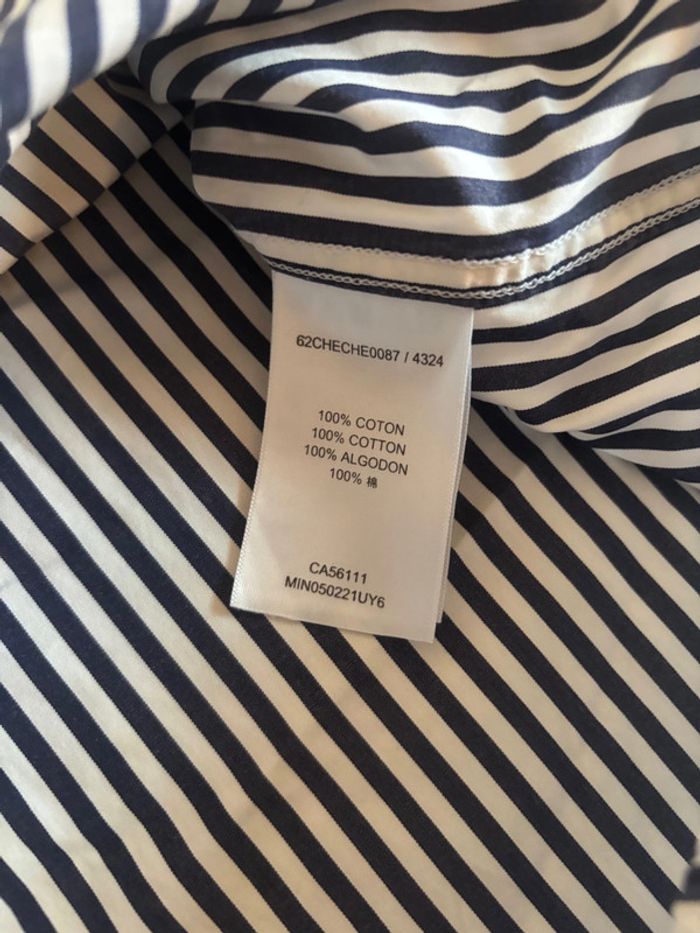 62CHECHE0087 / 4324
100% COTON
100% COTTON
100% ALGODON
100% 棉
CA56111
MIN050221UY6